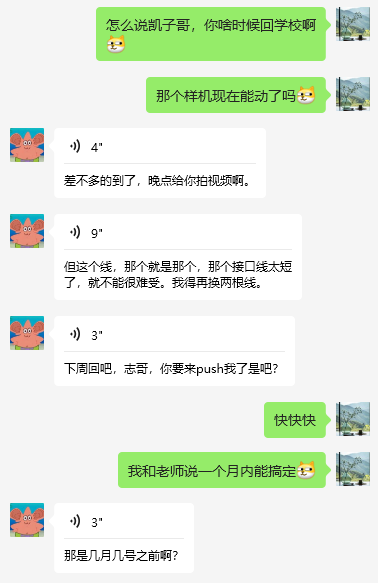 怎么说凯子哥，你啥时候回学校啊
那个样机现在能动了吗
4"
差不多的到了，晚点给你拍视频啊。
9"
但这个线，那个就是那个，那个接口线太短
了，就不能很难受。我得再换两根线。
3"
下周回吧，志哥，你要来push我了是吧？
快快快
我和老师说一个月内能搞定
3"
那是几月几号之前啊？